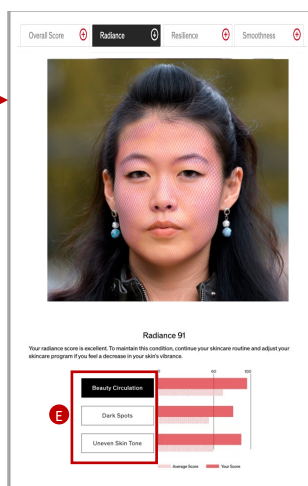 Overall Score
Radiance
Resilience
Smoothness
Radiance 91
Your radiance score is excellent. To maintain this condition, continue your skincare routine and adjust your
skincare program if you feel a decrease in your skin's vibrance.
60 100
Beauty Circulation
E
Dark Spots
Uneven Skin Tone
Average Score Your Score